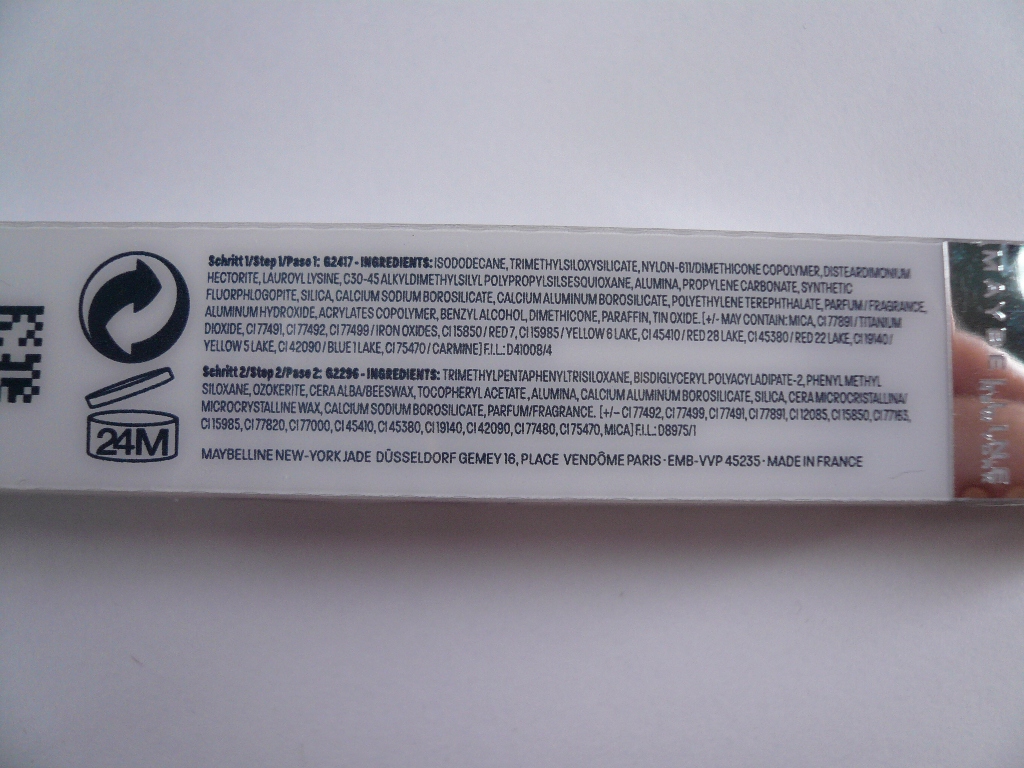 Schritt 1/Step 1/Paso 1: G2417 - INGREDIENTS: ISODODECANE, TRIMETHYLSILOXYSILICATE, NYLON-611/DIMETHICONE COPOLYMER, DISTEARDIMONIUM
HECTORITE, LAUROYL LYSINE, C30-45 ALKYLDIMETHYLSILYL POLYPROPYLSILSESQUIOXANE, ALUMINA, PROPYLENE CARBONATE, SYNTHETIC
FLUORPHLOGOPITE, SILICA, CALCIUM SODIUM BOROSILICATE, CALCIUM ALUMINUM BOROSILICATE, POLYETHYLENE TEREPHTHALATE, PARFUM / FRAGRANCE,
ALUMINUM HYDROXIDE, ACRYLATES COPOLYMER, BENZYL ALCOHOL, DIMETHICONE, PARAFFIN, TIN OXIDE. [+/- MAY CONTAIN: MICA, CI 77891 / TITANIUM
DIOXIDE, CI 77491, CI 77492, CI 77499 / IRON OXIDES, CI 15850 / RED 7, CI 15985 / YELLOW 6 LAKE, CI 45410 / RED 28 LAKE, CI 45380 / RED 22 LAKE, CI 19140 /
YELLOW 5 LAKE, CI 42090 / BLUE 1 LAKE, CI 75470 / CARMINE] F.I.L.: D41008/4
Schritt 2/Step 2/Paso 2: G2296 - INGREDIENTS: TRIMETHYLPENTAPHENYLTRISILOXANE, BISDIGLYCERYL POLYACYLADIPATE-2, PHENYL METHYL
SILOXANE, OZOKERITE, CERA ALBA/BEESWAX, TOCOPHERYL ACETATE, ALUMINA, CALCIUM ALUMINUM BOROSILICATE, SILICA, CERA MICROCRISTALLINA/
MICROCRYSTALLINE WAX, CALCIUM SODIUM BOROSILICATE, PARFUM/FRAGRANCE. [+/- CI 77492, CI 77499, CI 77491, CI 77891, CI 12085, CI 15850, CI 77163,
CI 15985, CI 77820, CI 77000, CI 45410, CI 45380, CI 19140, CI 42090, CI 77480, CI 75470, MICA] F.I.L.: D8975/1
24M
MAYBELLINE NEW-YORK JADE DÜSSELDORF GEMEY 16, PLACE VENDÔME PARIS · EMB-VVP 45235 · MADE IN FRANCE
MAYBELLINE